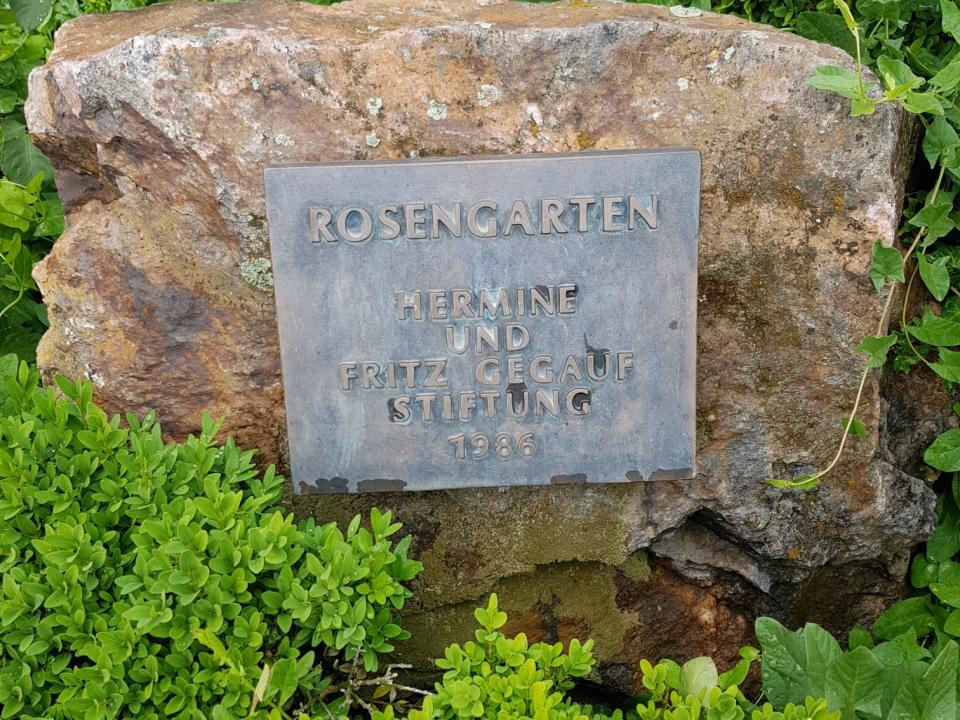 ROSENGARTEN
HERMINE
UND
FRITZ GEGAUF
STIFTUNG
1986